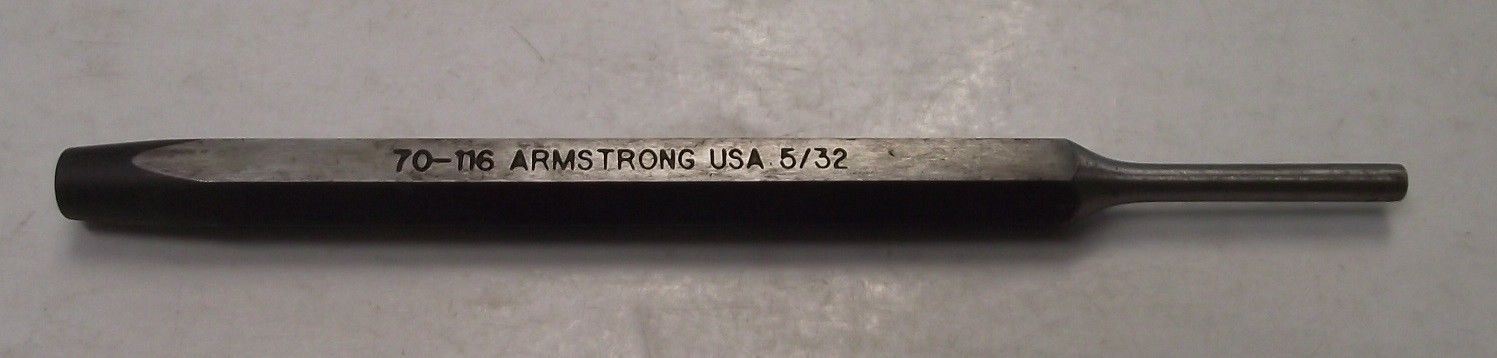 70-116 ARMSTRONG USA 5/32